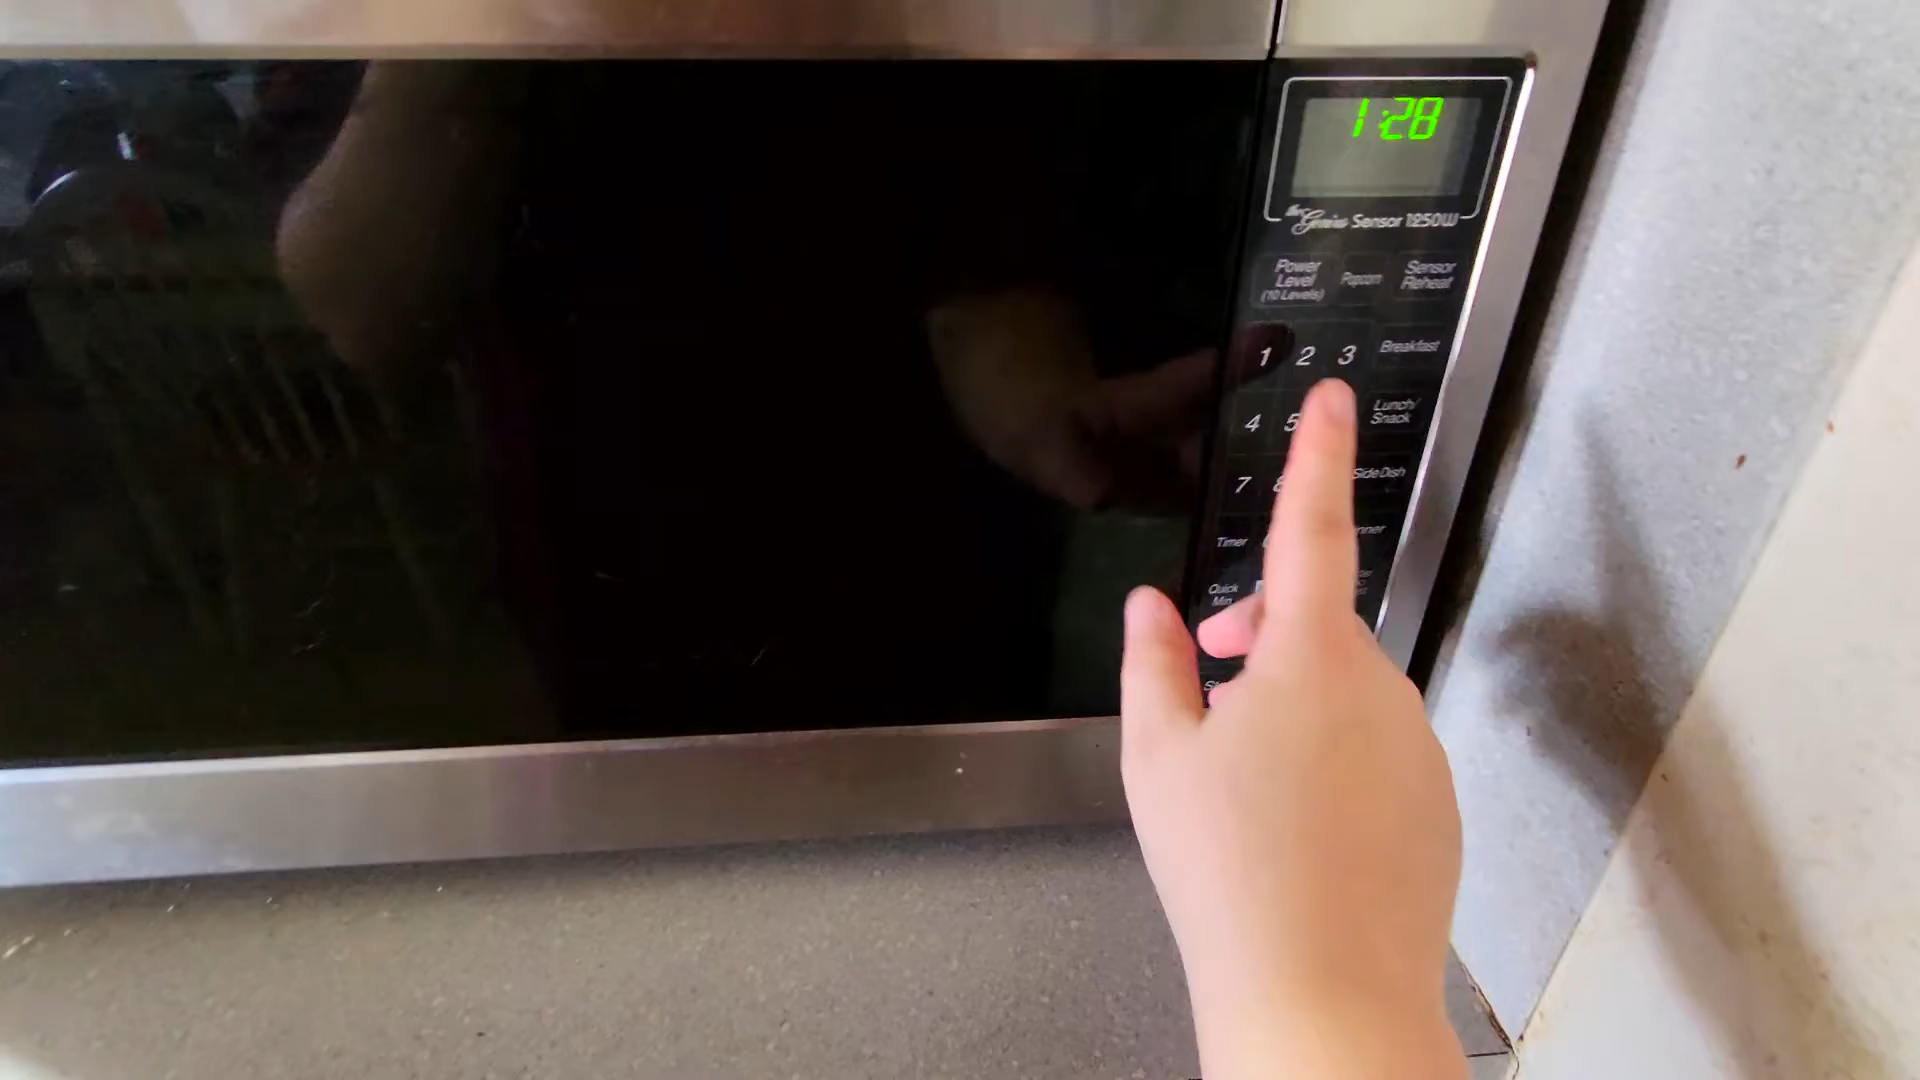 1:28
the Genius Sensor 1250W
Power Level (10 Levels)
Popcorn
Sensor Reheat
1 2 3
Breakfast
4 5
Lunch/Snack
7
Side Dish
Timer
Quick Min